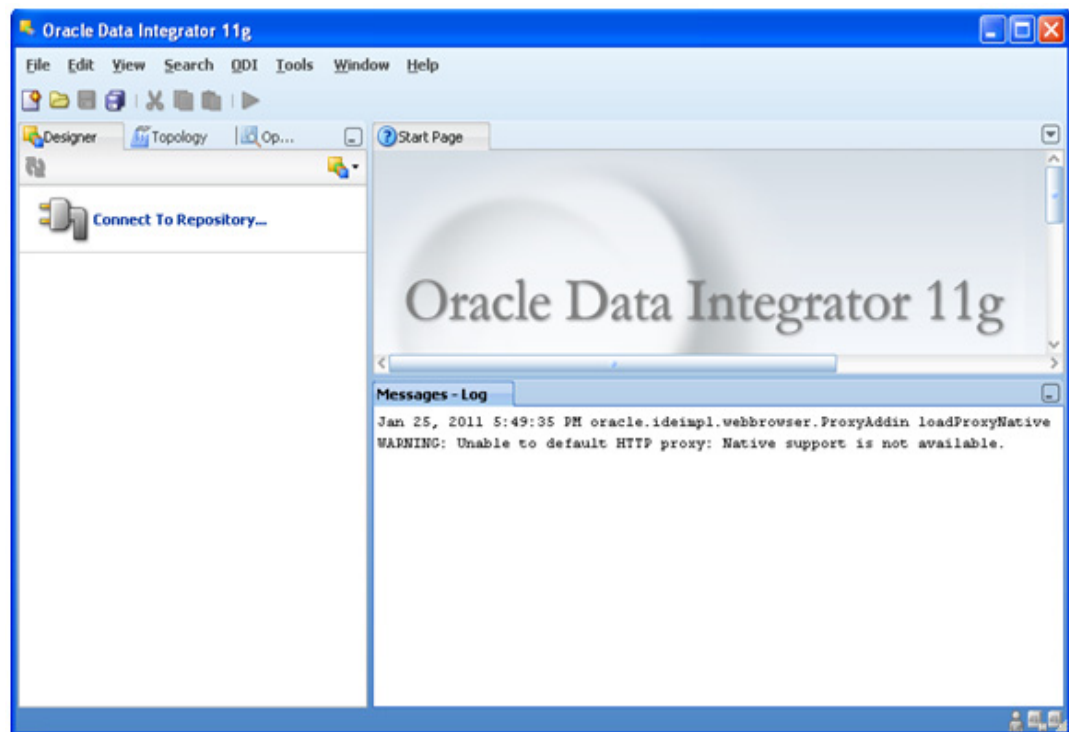 Oracle Data Integrator 11g
File Edit View Search ODI Tools Window Help
Designer Topology Op... Start Page
Connect To Repository...
Oracle Data Integrator 11g
Messages - Log
Jan 25, 2011 5:49:35 PM oracle.ideimpl.webbrowser.ProxyAddin loadProxyNative
WARNING: Unable to default HTTP proxy: Native support is not available.